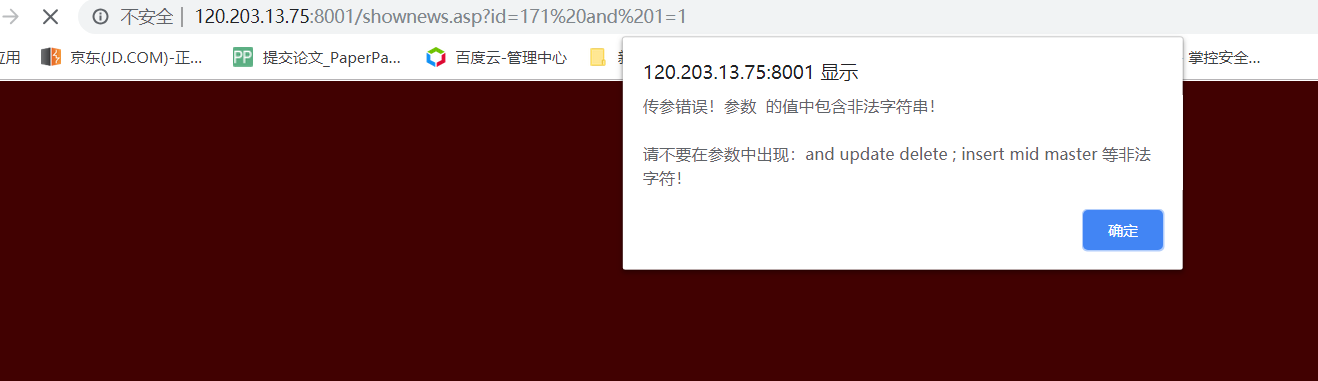 不安全 | 120.203.13.75:8001/shownews.asp?id=171%20and%201=1
应用 京东(JD.COM)-正... PP 提交论文_PaperPa... 百度云-管理中心 掌控安全...
120.203.13.75:8001 显示
传参错误！参数 的值中包含非法字符串！
请不要在参数中出现：and update delete ; insert mid master 等非法
字符！
确定